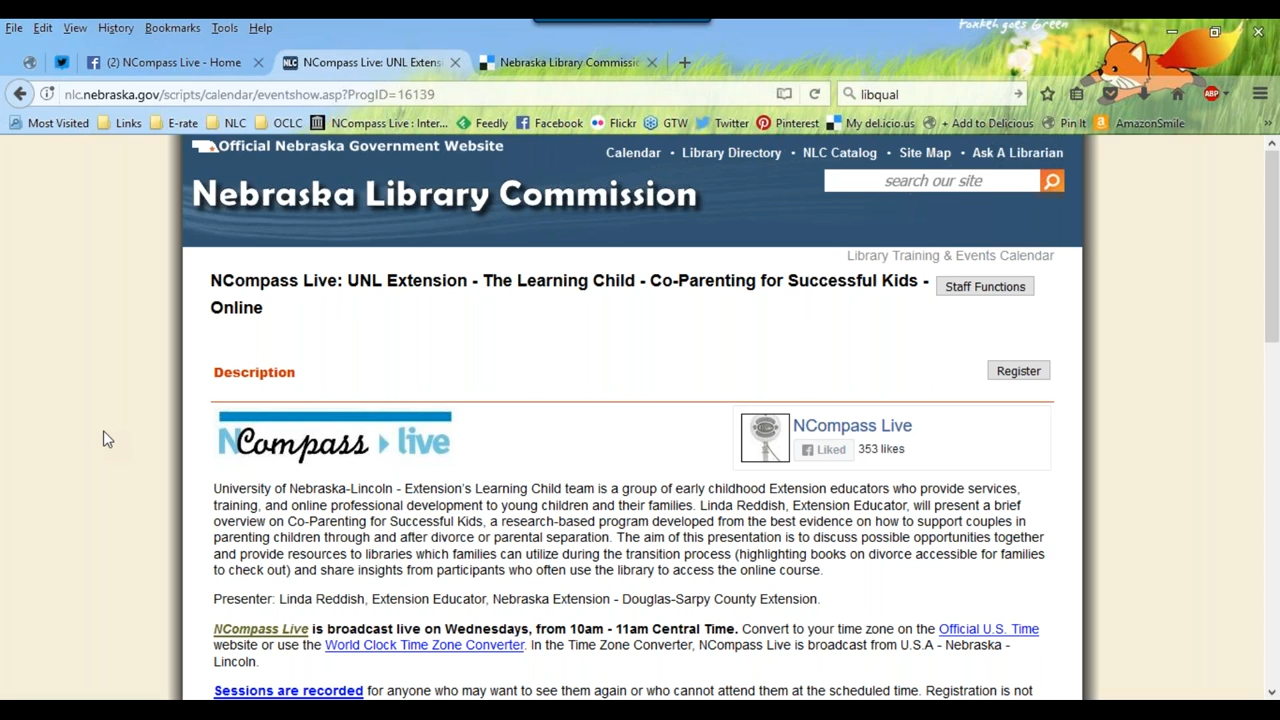 foxkeh goes Green
File Edit View History Bookmarks Tools Help
(2) NCompass Live - Home
NLC NCompass Live: UNL Extens
Nebraska Library Commissio
nlc.nebraska.gov/scripts/calendar/eventshow.asp?ProgID=16139
libqual
ABP
Most Visited Links E-rate NLC OCLC NCompass Live : Inter... Feedly Facebook Flickr GTW Twitter Pinterest My del.icio.us + Add to Delicious Pin It AmazonSmile
Official Nebraska Government Website
Calendar • Library Directory • NLC Catalog • Site Map • Ask A Librarian
Nebraska Library Commission
search our site
Library Training & Events Calendar
NCompass Live: UNL Extension - The Learning Child - Co-Parenting for Successful Kids -
Online
Staff Functions
Description
Register
NCompass live
NCompass Live
Liked 353 likes
University of Nebraska-Lincoln - Extension's Learning Child team is a group of early childhood Extension educators who provide services,
training, and online professional development to young children and their families. Linda Reddish, Extension Educator, will present a brief
overview on Co-Parenting for Successful Kids, a research-based program developed from the best evidence on how to support couples in
parenting children through and after divorce or parental separation. The aim of this presentation is to discuss possible opportunities together
and provide resources to libraries which families can utilize during the transition process (highlighting books on divorce accessible for families
to check out) and share insights from participants who often use the library to access the online course.
Presenter: Linda Reddish, Extension Educator, Nebraska Extension - Douglas-Sarpy County Extension.
NCompass Live is broadcast live on Wednesdays, from 10am - 11am Central Time. Convert to your time zone on the Official U.S. Time
website or use the World Clock Time Zone Converter. In the Time Zone Converter, NCompass Live is broadcast from U.S.A - Nebraska -
Lincoln.
Sessions are recorded for anyone who may want to see them again or who cannot attend them at the scheduled time. Registration is not